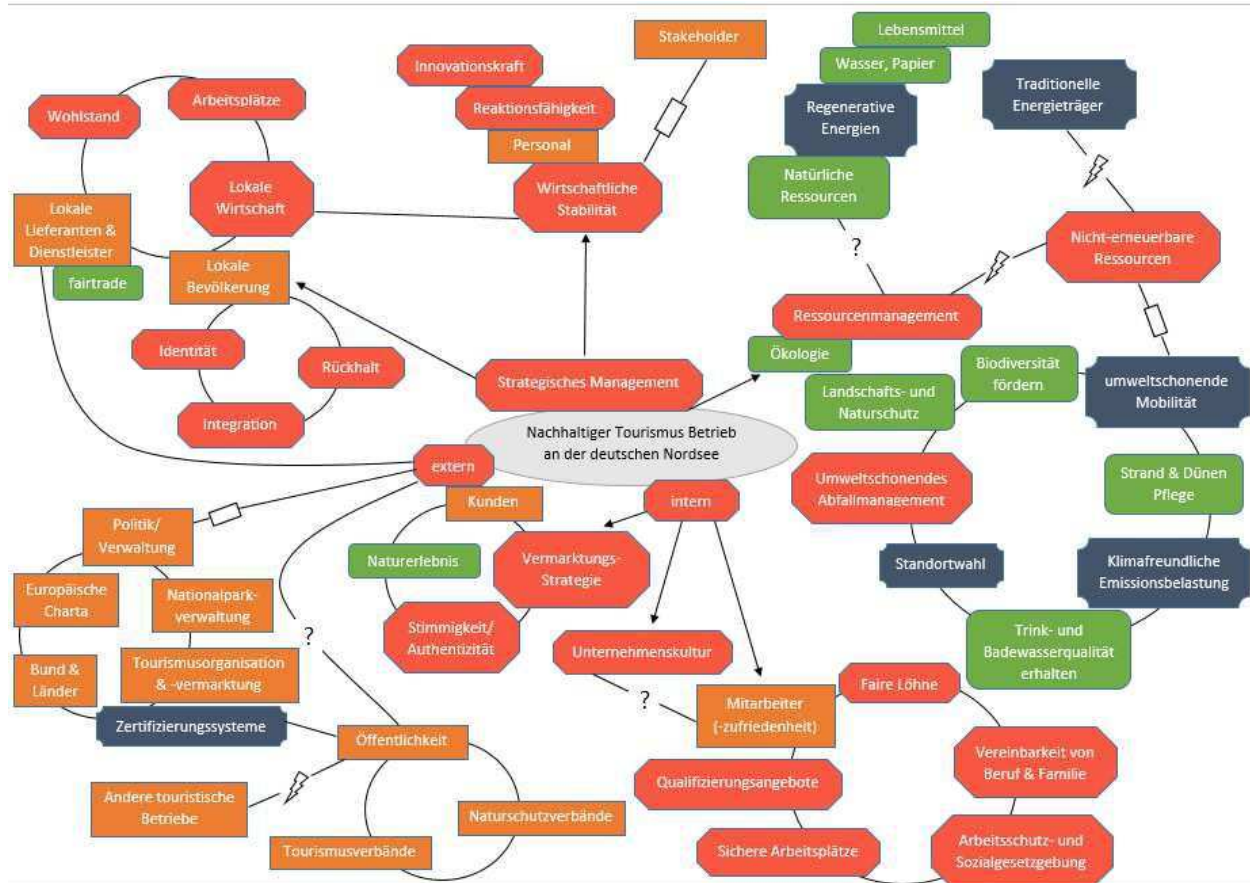 Lebensmittel
Stakeholder
Wasser, Papier
Innovationskraft
Traditionelle
Energieträger
Arbeitsplätze
Wohlstand
Reaktionsfähigkeit
Regenerative
Energien
Personal
Natürliche
Ressourcen
Lokale
Wirtschaft
Wirtschaftliche
Stabilität
Lokale
Lieferanten &
Dienstleister
fairtrade
Lokale
Bevölkerung
?
Nicht-erneuerbare
Ressourcen
Ressourcenmanagement
Identität
Rückhalt
Integration
Strategisches Management
Ökologie
Biodiversität
fördern
Landschafts- und
Naturschutz
umweltschonende
Mobilität
Nachhaltiger Tourismus Betrieb
an der deutschen Nordsee
extern
Kunden
intern
Umweltschonendes
Abfallmanagement
Strand & Dünen
Pflege
Politik/
Verwaltung
Naturerlebnis
Vermarktungs-
Strategie
Standortwahl
Klimafreundliche
Emissionsbelastung
Europäische
Charta
Nationalpark-
verwaltung
Stimmigkeit/
Authentizität
?
Unternehmenskultur
Trink- und
Badewasserqualität
erhalten
Bund &
Länder
Tourismusorganisation
& -vermarktung
Zertifizierungssysteme
?
Mitarbeiter
(-zufriedenheit)
Faire Löhne
Öffentlichkeit
Vereinbarkeit von
Beruf & Familie
Qualifizierungsangebote
Andere touristische
Betriebe
Naturschutzverbände
Tourismusverbände
Sichere Arbeitsplätze
Arbeitsschutz- und
Sozialgesetzgebung